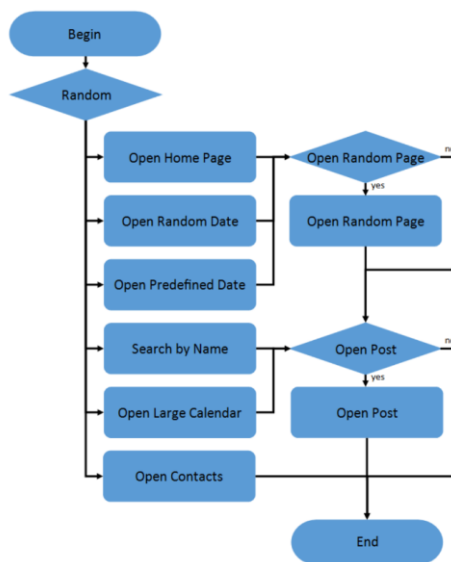 Begin
Random
Open Home Page
Open Random Page
yes
Open Random Date
Open Random Page
Open Predefined Date
Search by Name
Open Post
yes
Open Large Calendar
Open Post
Open Contacts
End